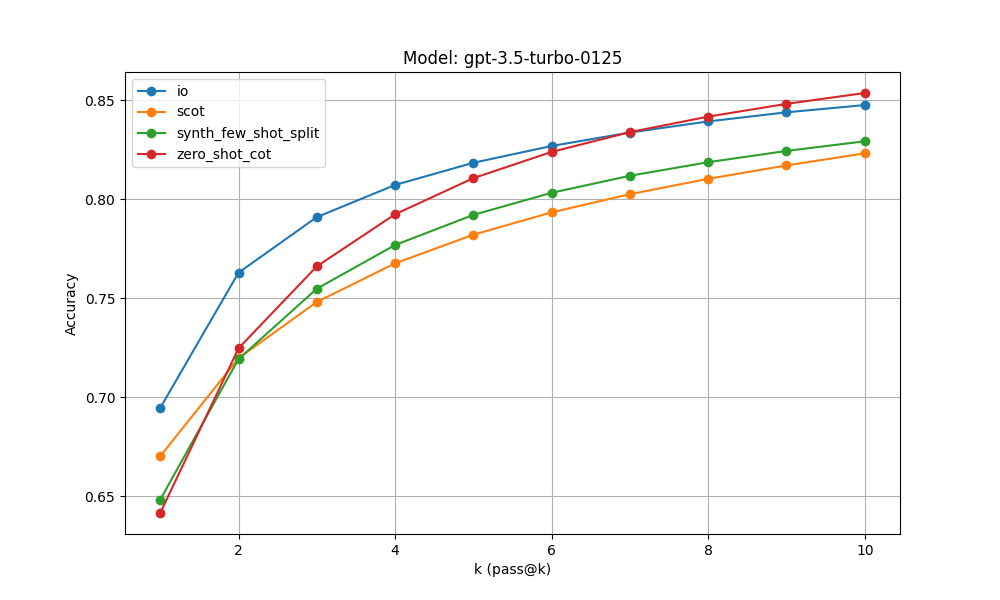 Model: gpt-3.5-turbo-0125
io
scot
synth_few_shot_split
zero_shot_cot
Accuracy
0.85
0.80
0.75
0.70
0.65
2 4 6 8 10
k (pass@k)